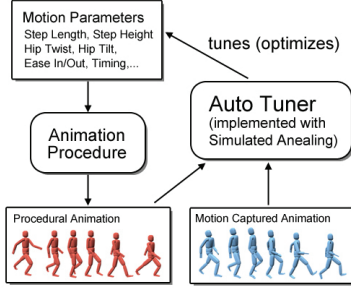 Motion Parameters
Step Length, Step Height
Hip Twist, Hip Tilt,
Ease In/Out, Timing,...
tunes (optimizes)
Auto Tuner
(implemented with
Simulated Anealing)
Animation
Procedure
Procedural Animation
Motion Captured Animation